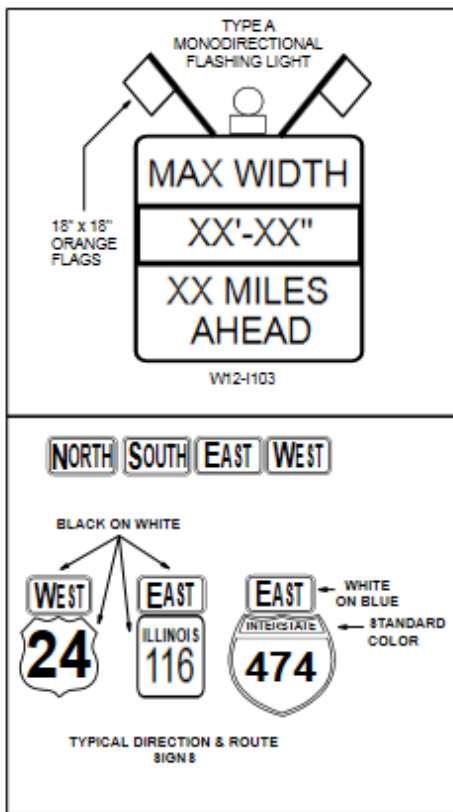 TYPE A
MONODIRECTIONAL
FLASHING LIGHT
18" x 18"
ORANGE
FLAGS
MAX WIDTH
XX'-XX"
XX MILES
AHEAD
W12-I103
NORTH SOUTH EAST WEST
BLACK ON WHITE
WEST EAST EAST
WHITE
ON BLUE
24
ILLINOIS
116
INTERSTATE
474
STANDARD
COLOR
TYPICAL DIRECTION & ROUTE
SIGNS